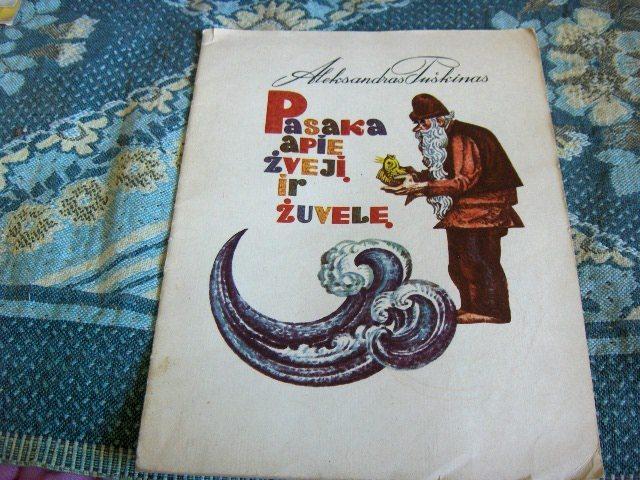 Aleksandras Puškinas
Pasaka
apie
žvejį
ir
žuvelę